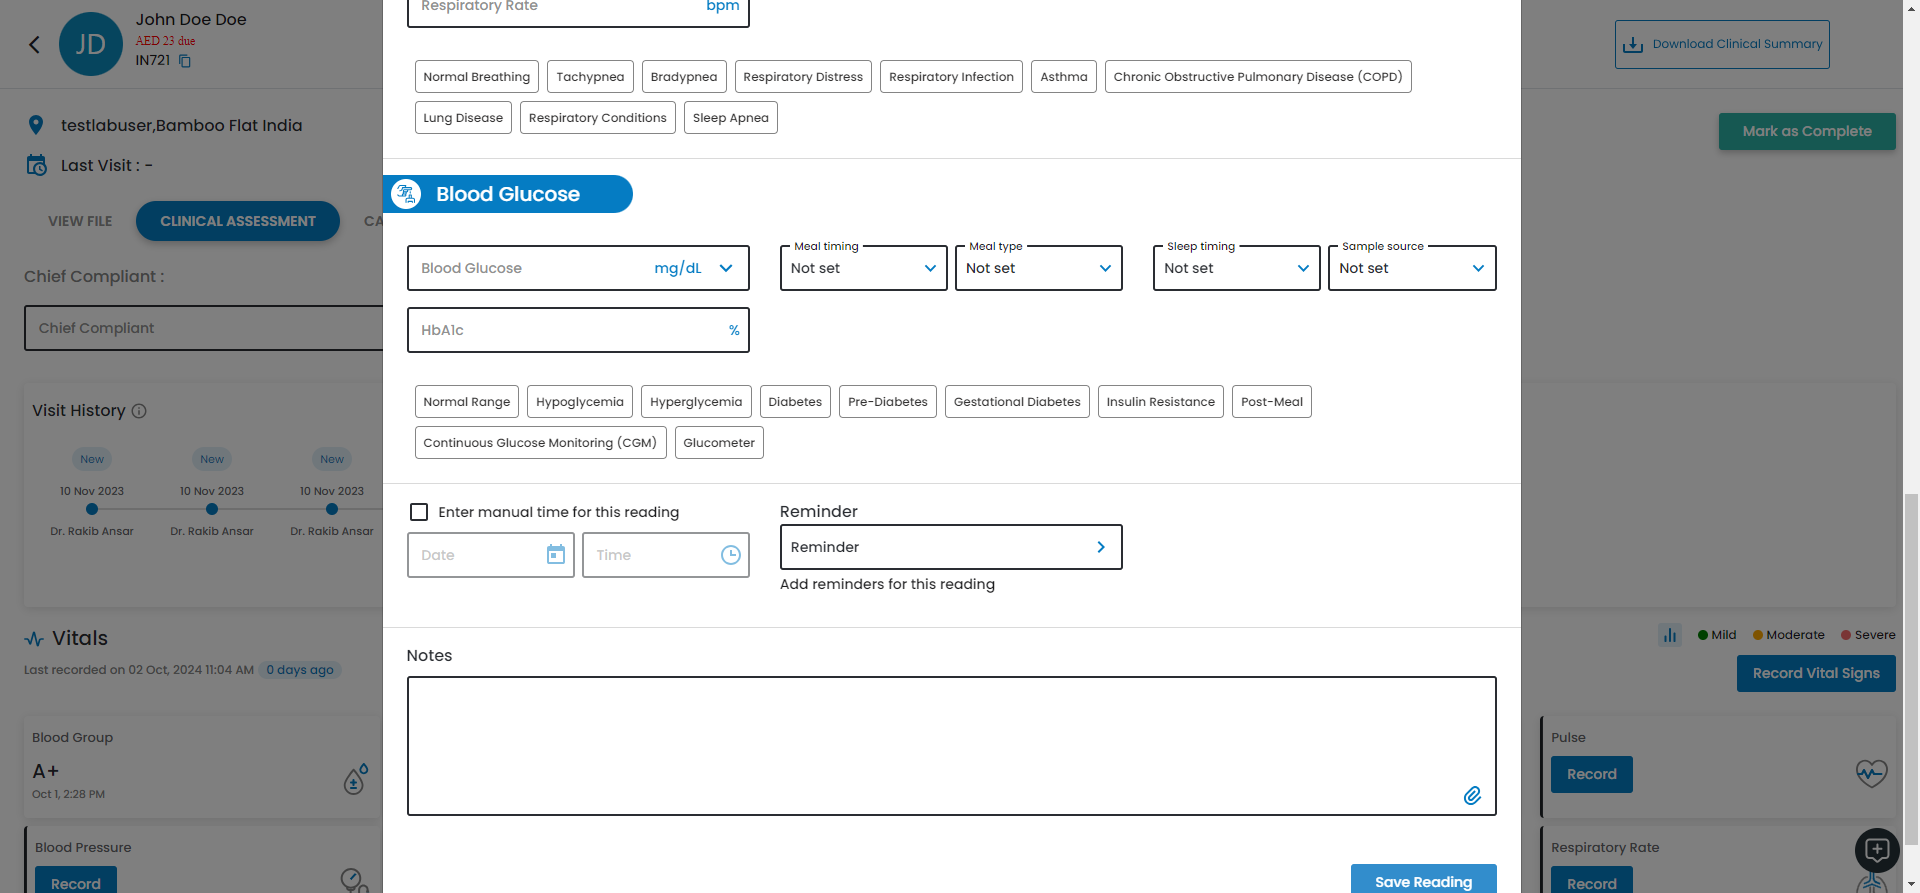 JD
John Doe Doe
AED 23 due
IN721
testlabuser,Bamboo Flat India
Last Visit : -
VIEW FILE
CLINICAL ASSESSMENT
CA
Chief Compliant :
Chief Compliant
Visit History
New
New
New
10 Nov 2023
10 Nov 2023
10 Nov 2023
Dr. Rakib Ansar
Dr. Rakib Ansar
Dr. Rakib Ansar
Vitals
Last recorded on 02 Oct, 2024 11:04 AM
0 days ago
Blood Group
A+
Oct 1, 2:28 PM
Blood Pressure
Record
Respiratory Rate
bpm
Normal Breathing
Tachypnea
Bradypnea
Respiratory Distress
Respiratory Infection
Asthma
Chronic Obstructive Pulmonary Disease (COPD)
Lung Disease
Respiratory Conditions
Sleep Apnea
Blood Glucose
Blood Glucose
mg/dL
Meal timing
Not set
Meal type
Not set
Sleep timing
Not set
Sample source
Not set
HbA1c
%
Normal Range
Hypoglycemia
Hyperglycemia
Diabetes
Pre-Diabetes
Gestational Diabetes
Insulin Resistance
Post-Meal
Continuous Glucose Monitoring (CGM)
Glucometer
Enter manual time for this reading
Date
Time
Reminder
Reminder
Add reminders for this reading
Notes
Save Reading
Download Clinical Summary
Mark as Complete
Mild
Moderate
Severe
Record Vital Signs
Pulse
Record
Respiratory Rate
Record